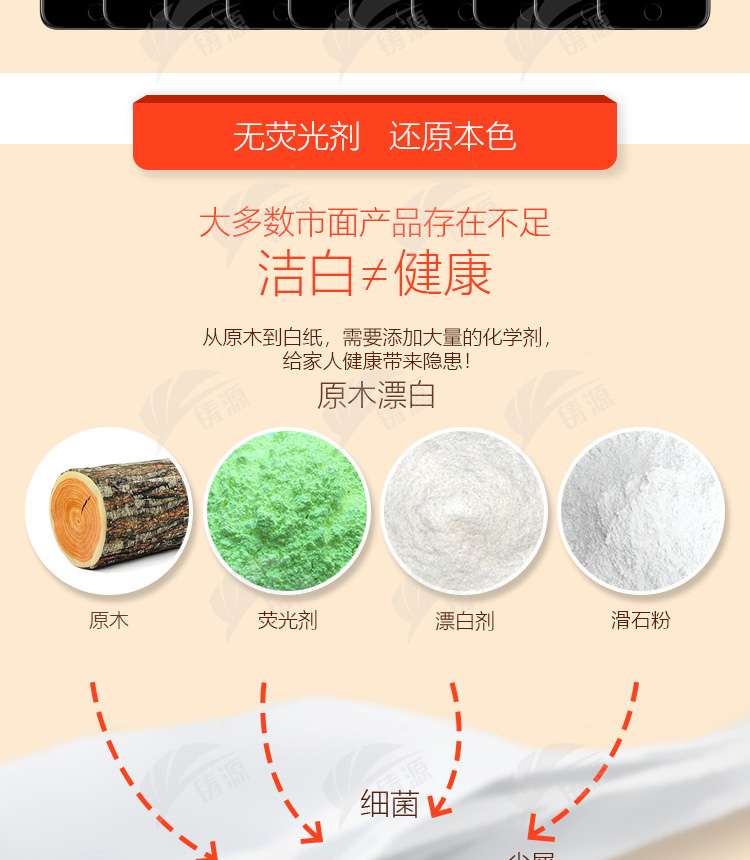 无荧光剂 还原本色
大多数市面产品存在不足
洁白≠健康
从原木到白纸，需要添加大量的化学剂，
给家人健康带来隐患！
原木漂白
原木 荧光剂 漂白剂 滑石粉
细菌